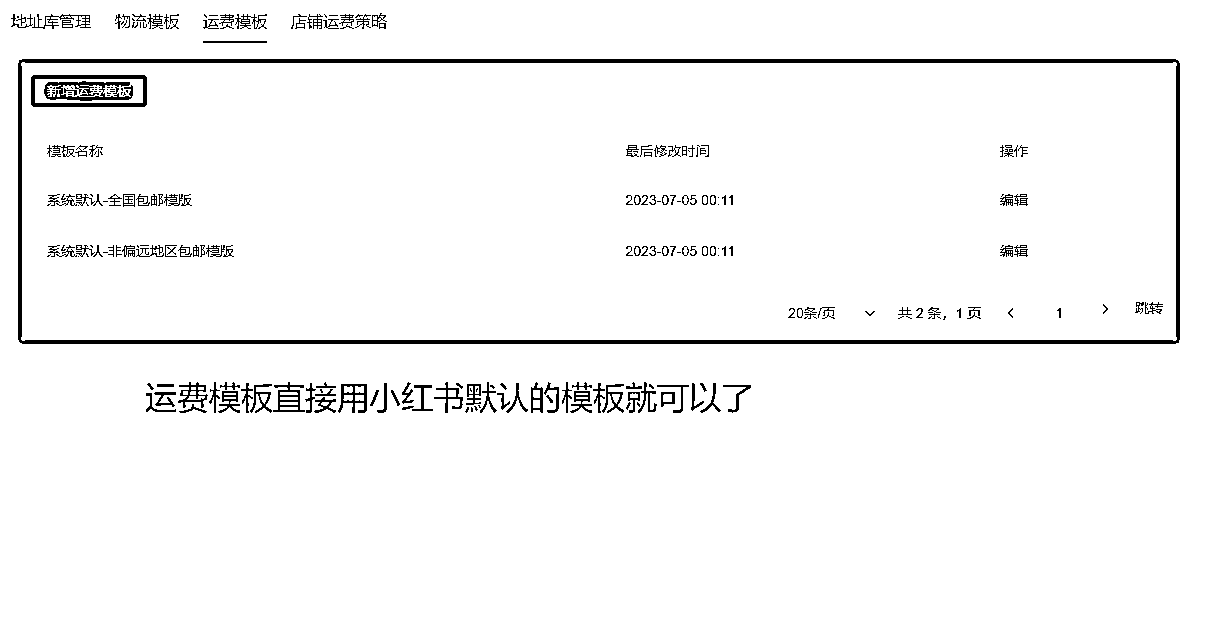 地址库管理 物流模板 运费模板 店铺运费策略
新增运费模板
模板名称 最后修改时间 操作
系统默认-全国包邮模版 2023-07-05 00:11 编辑
系统默认-非偏远地区包邮模版 2023-07-05 00:11 编辑
20条/页 共 2 条，1 页 1 跳转
运费模板直接用小红书默认的模板就可以了